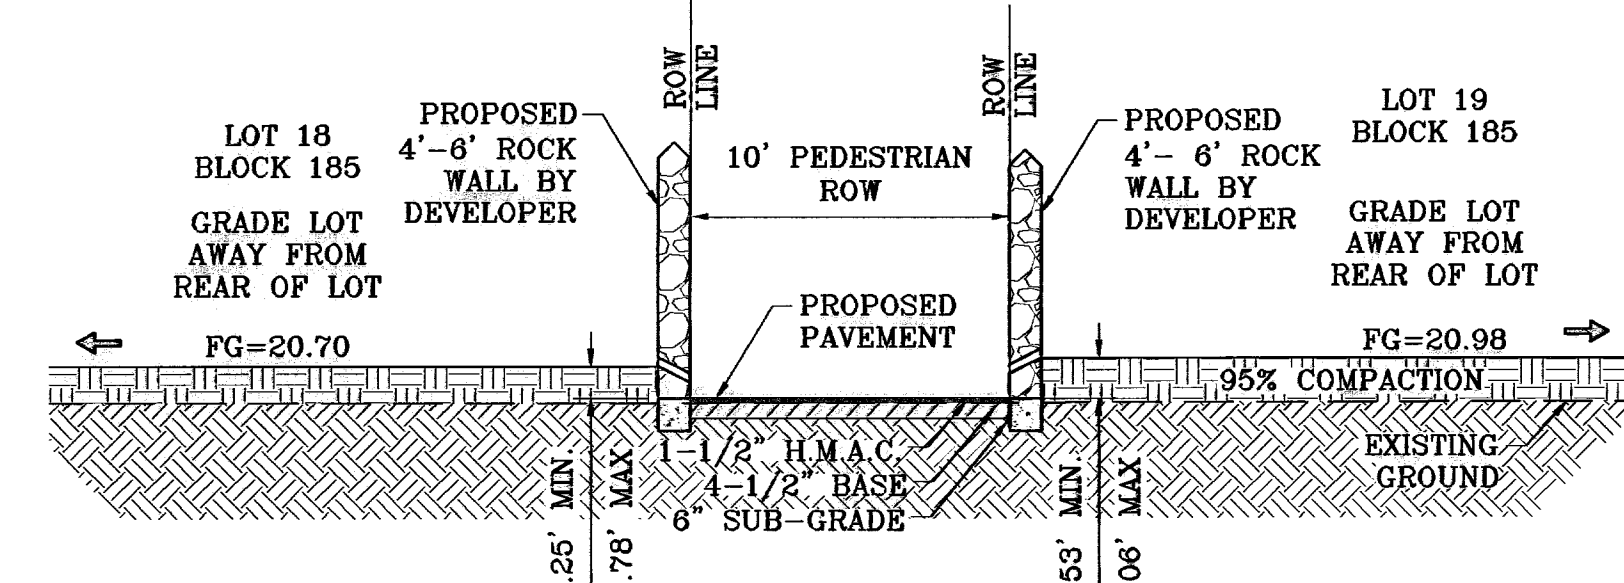 ROW
LINE
ROW
LINE
LOT 18
BLOCK 185
GRADE LOT
AWAY FROM
REAR OF LOT
FG=20.70
PROPOSED
4'-6' ROCK
WALL BY
DEVELOPER
10' PEDESTRIAN
ROW
PROPOSED
PAVEMENT
PROPOSED
4'- 6' ROCK
WALL BY
DEVELOPER
LOT 19
BLOCK 185
GRADE LOT
AWAY FROM
REAR OF LOT
FG=20.98
95% COMPACTION
EXISTING
GROUND
1-1/2" H.M.A.C.
4-1/2" BASE
6" SUB-GRADE
.25' MIN.
.78' MAX
53' MIN.
06' MAX